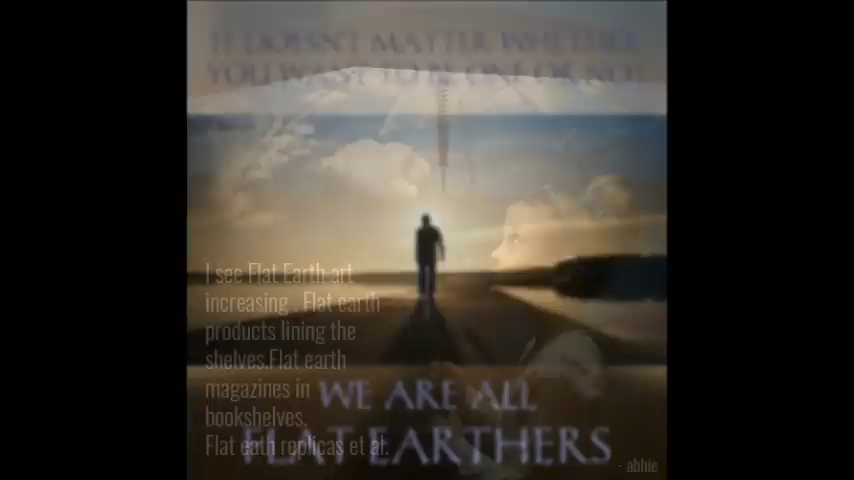 IT DOESN'T MATTER WHETHER
YOU WANT TO BE ONE OR NOT
I see Flat Earth art
increasing . Flat earth
products lining the
shelves.Flat earth
magazines in
bookshelves.
Flat eath replicas et al.
WE ARE ALL
FLAT EARTHERS
- abhie